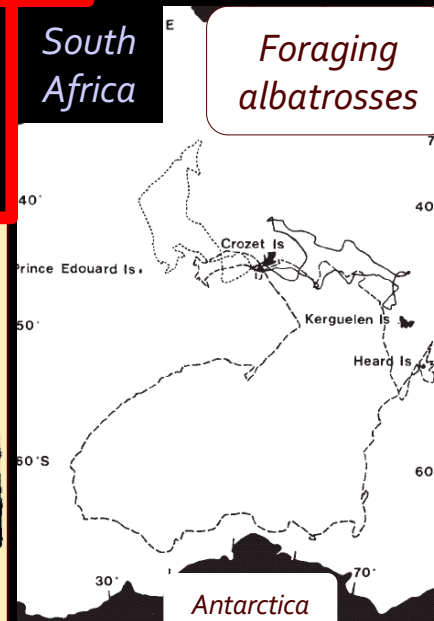 South
Africa
E
Foraging
albatrosses
7
40°
40
Crozet Is
Prince Edouard Is.
50°
Kerguelen Is
Heard Is
60°S
60
30°
70°
Antarctica